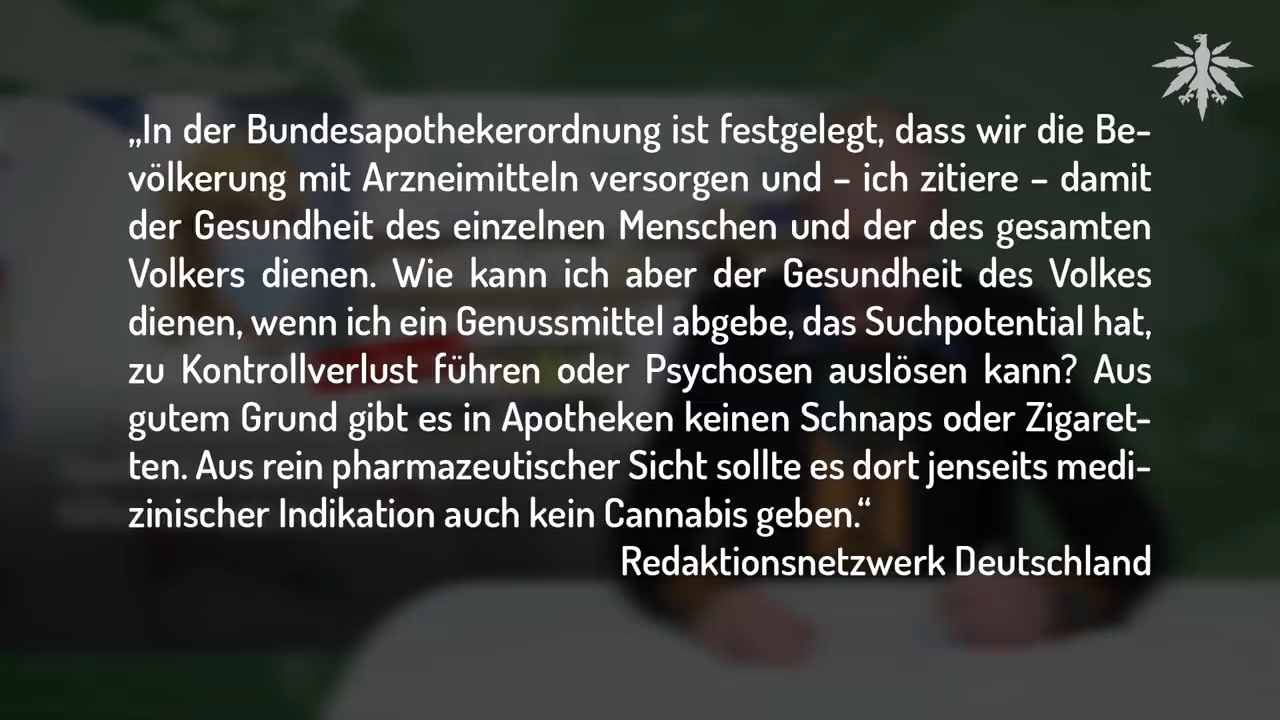 „In der Bundesapothekerordnung ist festgelegt, dass wir die Be-
völkerung mit Arzneimitteln versorgen und – ich zitiere – damit
der Gesundheit des einzelnen Menschen und der des gesamten
Volkers dienen. Wie kann ich aber der Gesundheit des Volkes
dienen, wenn ich ein Genussmittel abgebe, das Suchpotential hat,
zu Kontrollverlust führen oder Psychosen auslösen kann? Aus
gutem Grund gibt es in Apotheken keinen Schnaps oder Zigaret-
ten. Aus rein pharmazeutischer Sicht sollte es dort jenseits medi-
zinischer Indikation auch kein Cannabis geben.“
Redaktionsnetzwerk Deutschland